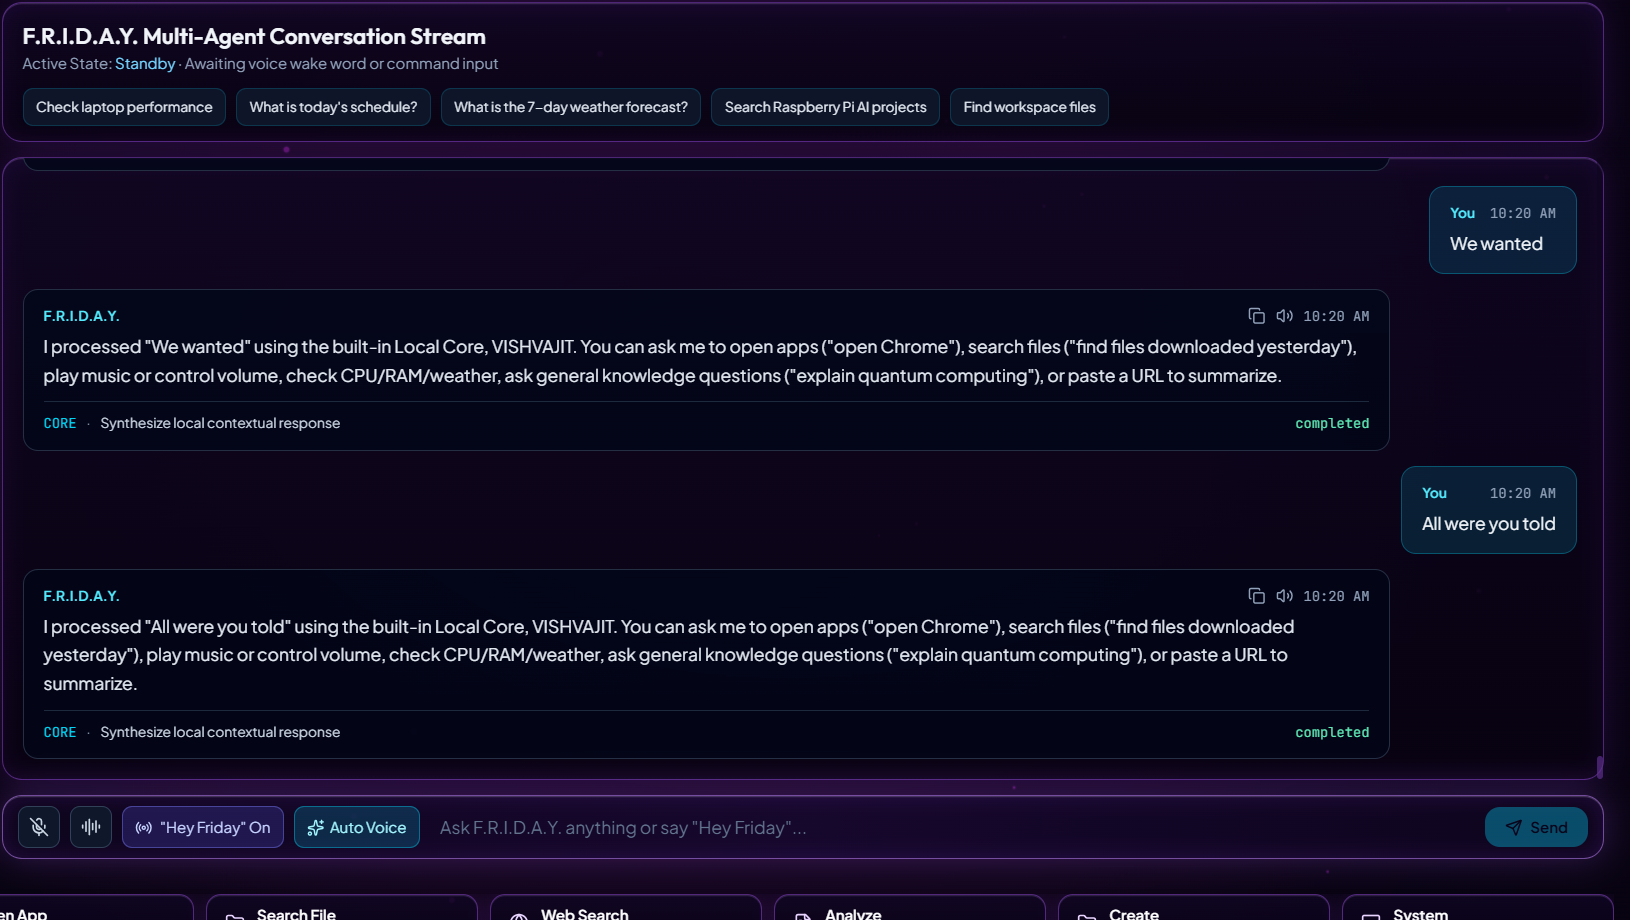 F.R.I.D.A.Y. Multi-Agent Conversation Stream
Active State: Standby · Awaiting voice wake word or command input
Check laptop performance
What is today's schedule?
What is the 7-day weather forecast?
Search Raspberry Pi AI projects
Find workspace files
You 10:20 AM
We wanted
F.R.I.D.A.Y. 10:20 AM
I processed "We wanted" using the built-in Local Core, VISHVAJIT. You can ask me to open apps ("open Chrome"), search files ("find files downloaded yesterday"),
play music or control volume, check CPU/RAM/weather, ask general knowledge questions ("explain quantum computing"), or paste a URL to summarize.
CORE · Synthesize local contextual response completed
You 10:20 AM
All were you told
F.R.I.D.A.Y. 10:20 AM
I processed "All were you told" using the built-in Local Core, VISHVAJIT. You can ask me to open apps ("open Chrome"), search files ("find files downloaded
yesterday"), play music or control volume, check CPU/RAM/weather, ask general knowledge questions ("explain quantum computing"), or paste a URL to
summarize.
CORE · Synthesize local contextual response completed
"Hey Friday" On
Auto Voice
Ask F.R.I.D.A.Y. anything or say "Hey Friday"...
Send
en App
Search File
Web Search
Analyze
Create
System